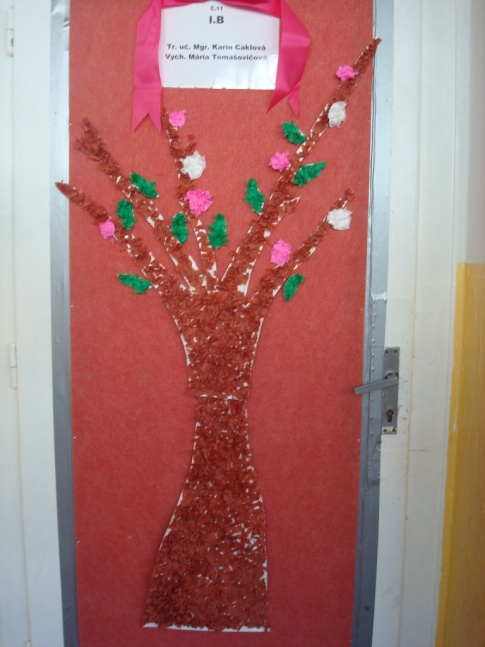 č.11
I.B
Tr. uč. Mgr. Karin Caklová
Vych. Mária Tomašovičová